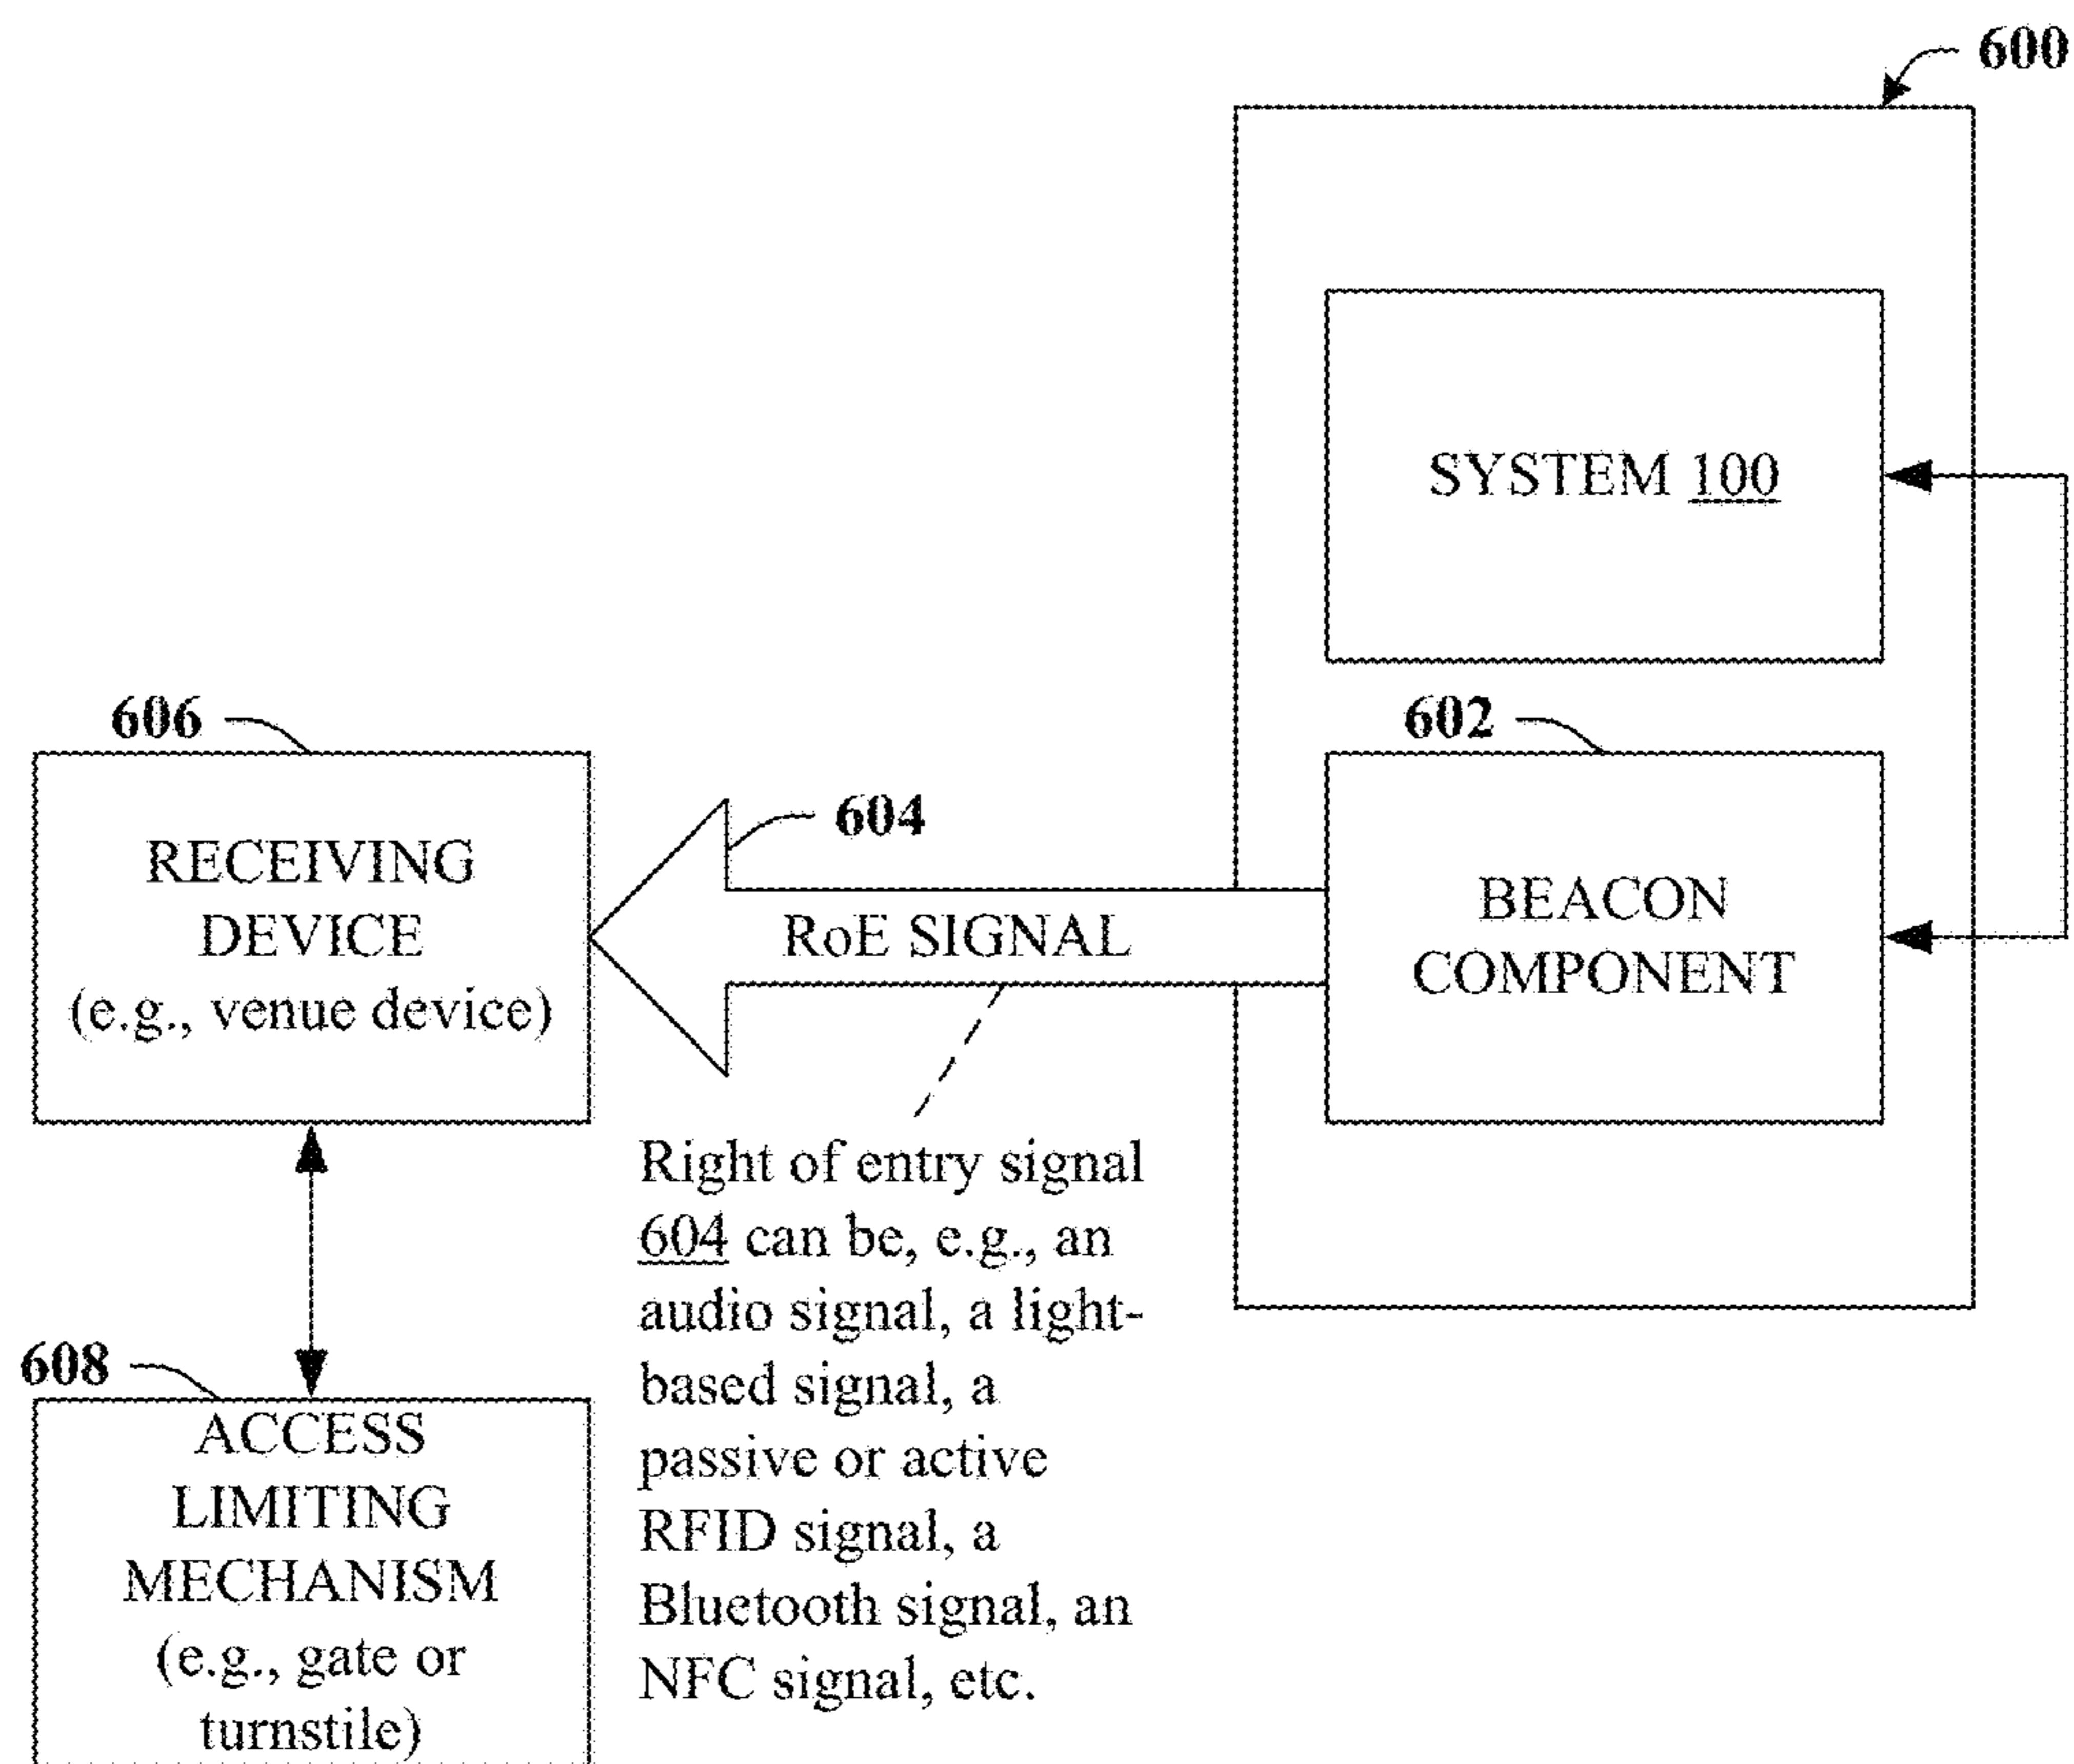 600
SYSTEM 100
606
602
604
RECEIVING
DEVICE
(e.g., venue device)
RoE SIGNAL
BEACON
COMPONENT
Right of entry signal
604 can be, e.g., an
audio signal, a light-
based signal, a
passive or active
RFID signal, a
Bluetooth signal, an
NFC signal, etc.
608
ACCESS
LIMITING
MECHANISM
(e.g., gate or
turnstile)